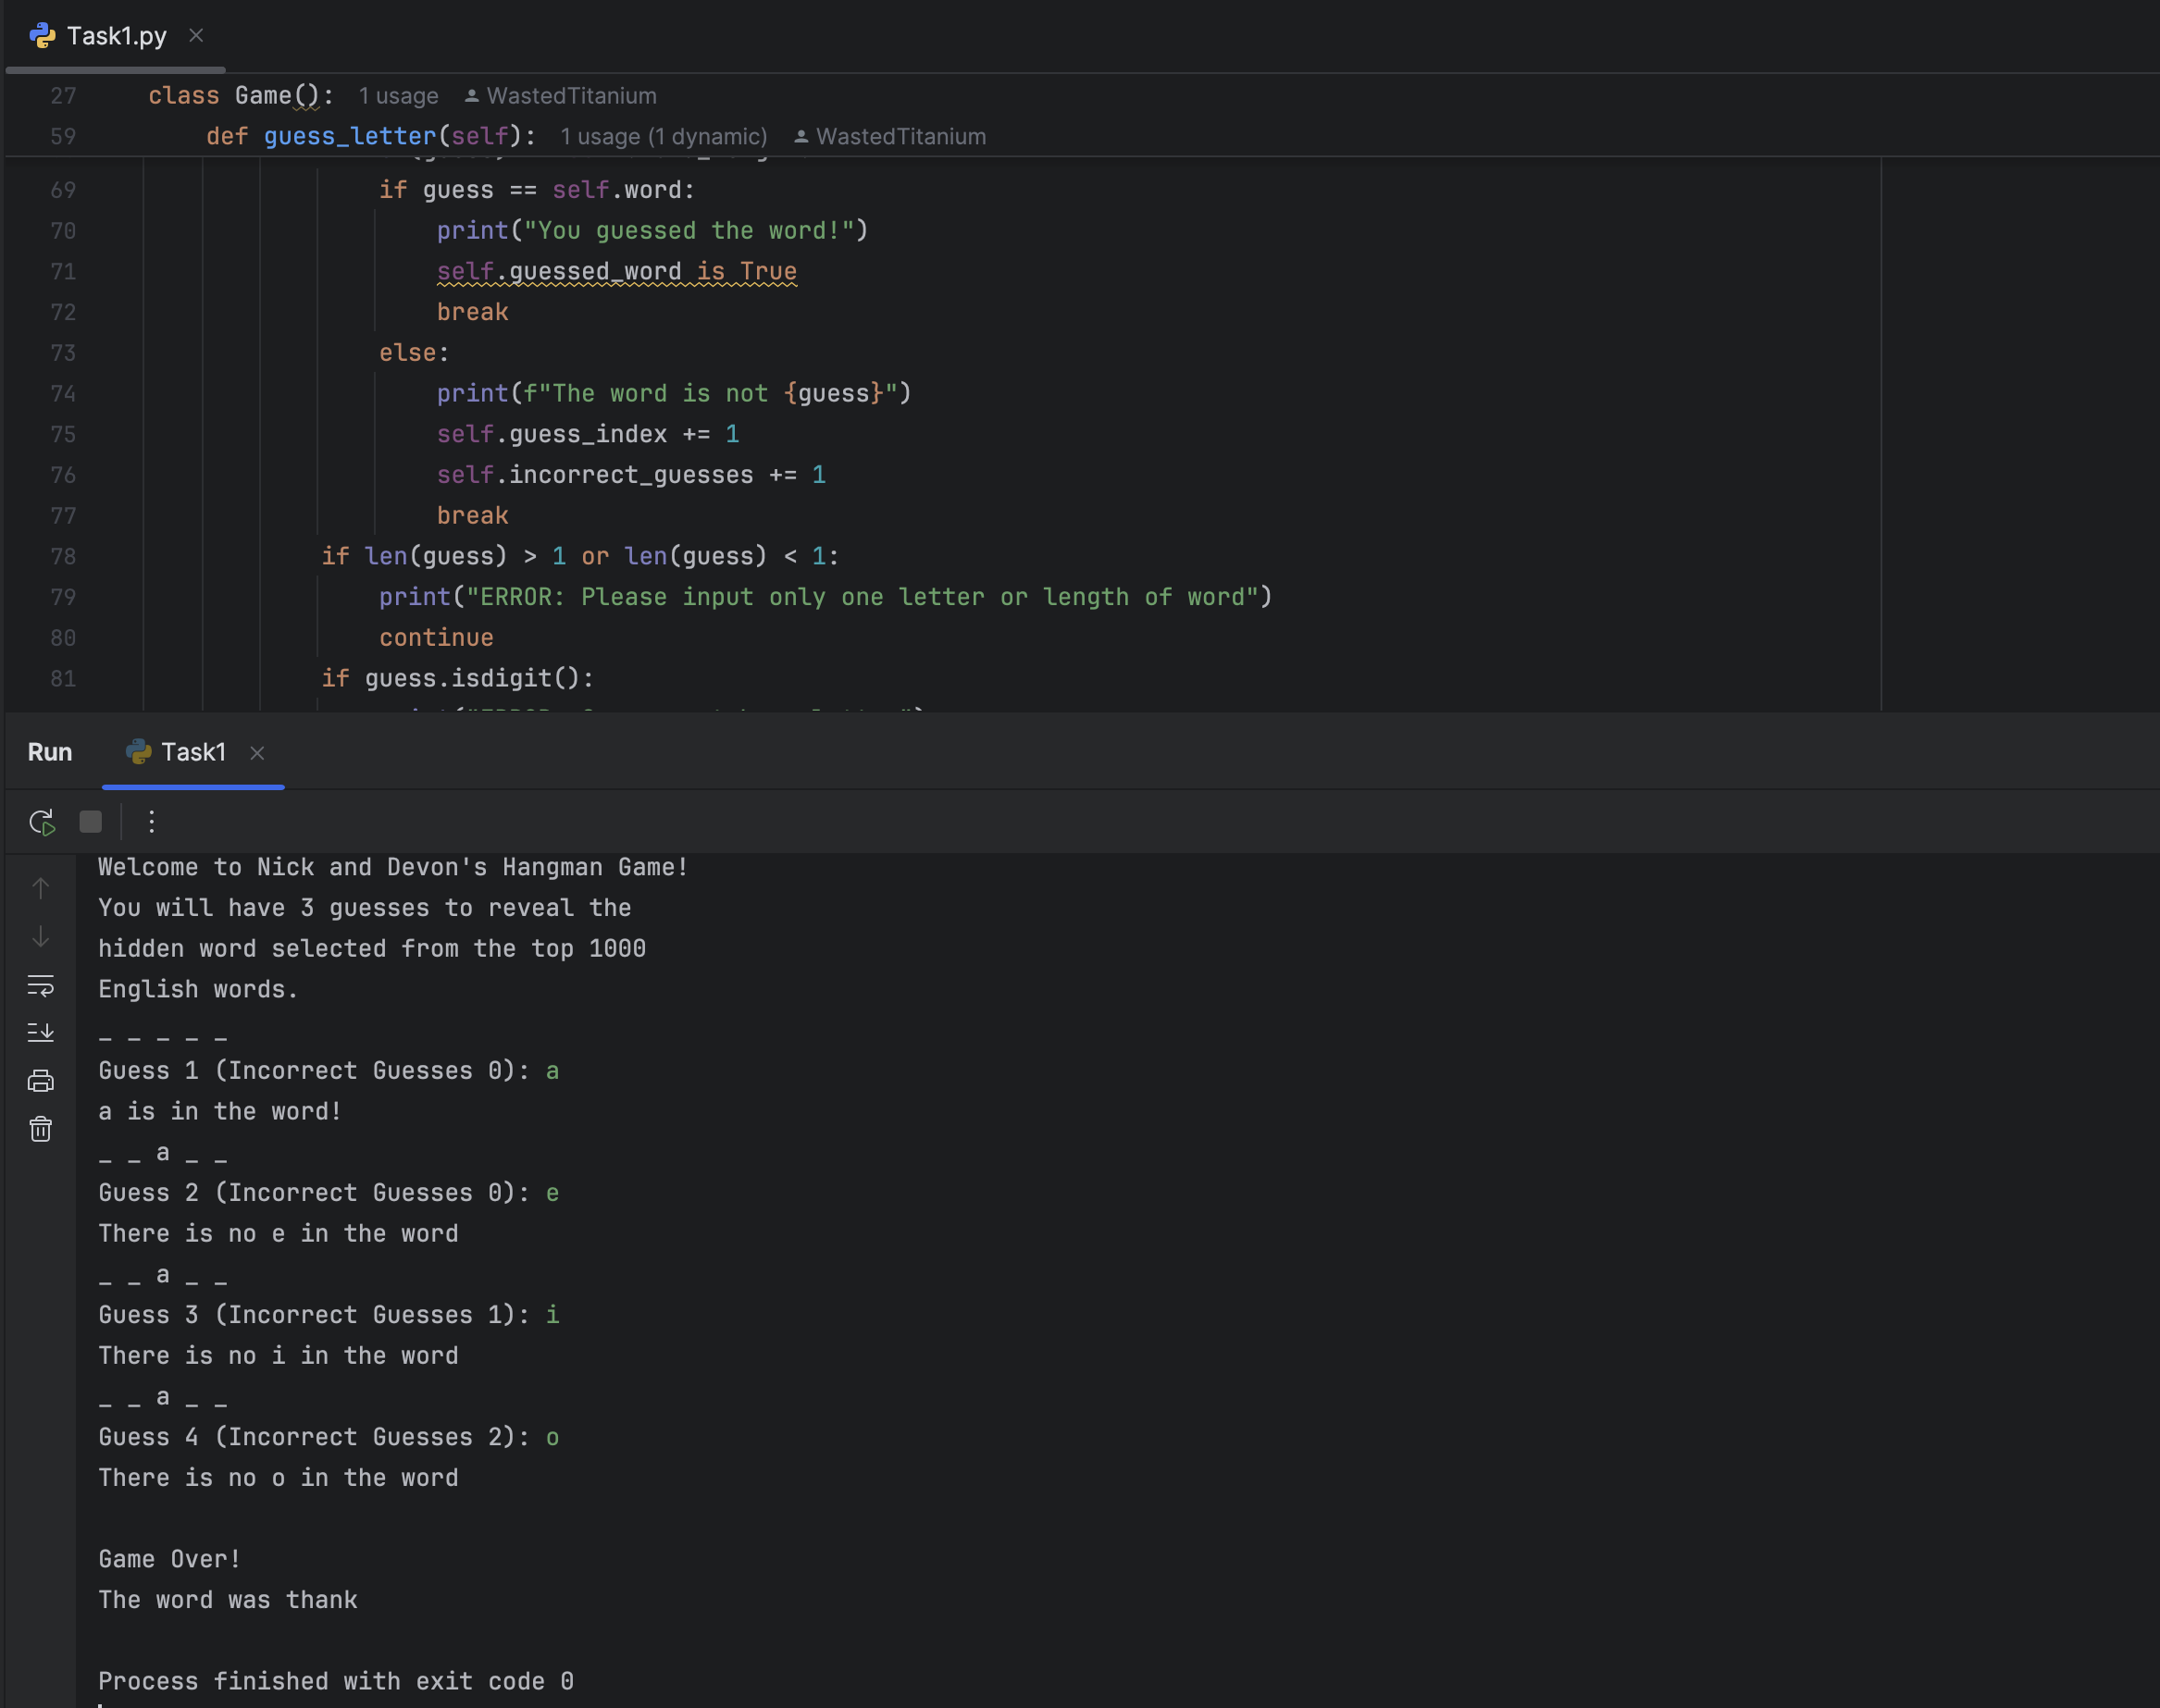 Task1.py
27 class Game(): 1 usage WastedTitanium
59 def guess_letter(self): 1 usage (1 dynamic) WastedTitanium
69 if guess == self.word:
70 print("You guessed the word!")
71 self.guessed_word is True
72 break
73 else:
74 print(f"The word is not {guess}")
75 self.guess_index += 1
76 self.incorrect_guesses += 1
77 break
78 if len(guess) > 1 or len(guess) < 1:
79 print("ERROR: Please input only one letter or length of word")
80 continue
81 if guess.isdigit():
Run Task1
Welcome to Nick and Devon's Hangman Game!
You will have 3 guesses to reveal the
hidden word selected from the top 1000
English words.
_ _ _ _ _
Guess 1 (Incorrect Guesses 0): a
a is in the word!
_ _ a _ _
Guess 2 (Incorrect Guesses 0): e
There is no e in the word
_ _ a _ _
Guess 3 (Incorrect Guesses 1): i
There is no i in the word
_ _ a _ _
Guess 4 (Incorrect Guesses 2): o
There is no o in the word
Game Over!
The word was thank
Process finished with exit code 0